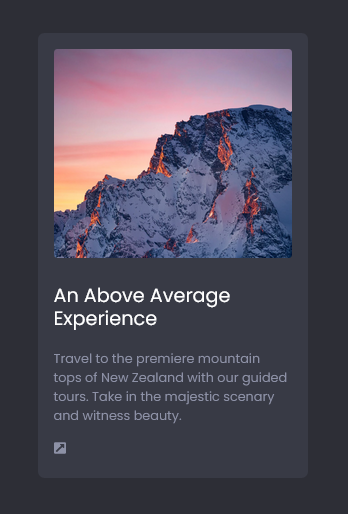 An Above Average
Experience
Travel to the premiere mountain
tops of New Zealand with our guided
tours. Take in the majestic scenary
and witness beauty.